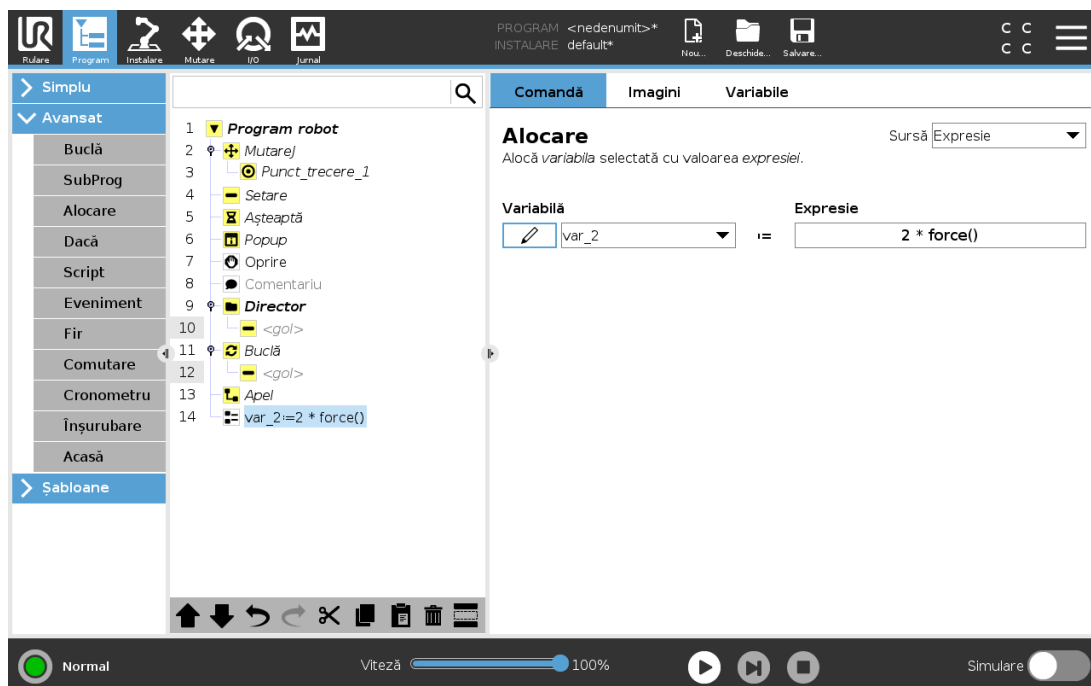 PROGRAM <nedenumit>*
INSTALARE default*
Rulare Program Instalare Mutare I/O Jurnal
Nou... Deschide... Salvare...
C C
C C
Simplu
Avansat
Buclă
SubProg
Alocare
Dacă
Script
Eveniment
Fir
Comutare
Cronometru
Înșurubare
Acasă
Șabloane
1 Program robot
2 MutareJ
3 Punct_trecere_1
4 Setare
5 Așteaptă
6 Popup
7 Oprire
8 Comentariu
9 Director
10 <gol>
11 Buclă
12 <gol>
13 Apel
14 var_2:=2 * force()
Comandă Imagini Variabile
Alocare
Sursă Expresie
Alocă variabila selectată cu valoarea expresiei.
Variabilă Expresie
var_2 := 2 * force()
Normal
Viteză 100%
Simulare